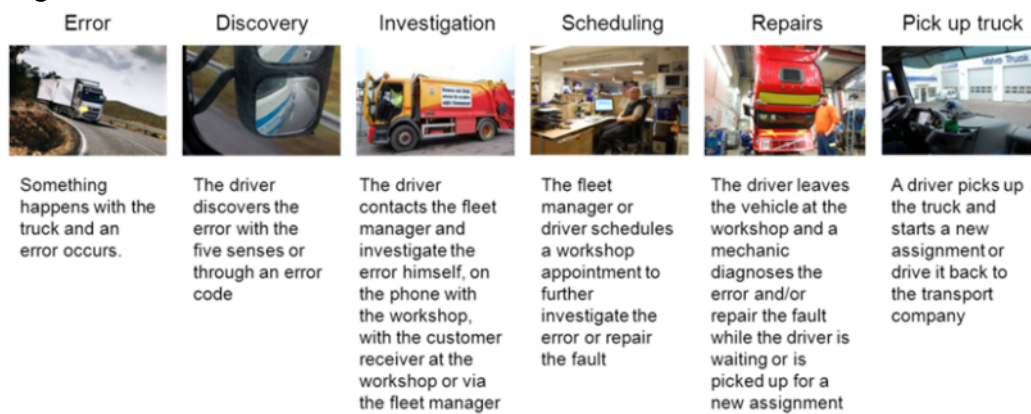 Error
Discovery
Investigation
Scheduling
Repairs
Pick up truck
Volvo Truck
Something
happens with the
truck and an
error occurs.
The driver
discovers the
error with the
five senses or
through an error
code
The driver
contacts the fleet
manager and
investigate the
error himself, on
the phone with
the workshop,
with the customer
receiver at the
workshop or via
the fleet manager
The fleet
manager or
driver schedules
a workshop
appointment to
further
investigate the
error or repair
the fault
The driver leaves
the vehicle at the
workshop and a
mechanic
diagnoses the
error and/or
repair the fault
while the driver is
waiting or is
picked up for a
new assignment
A driver picks up
the truck and
starts a new
assignment or
drive it back to
the transport
company